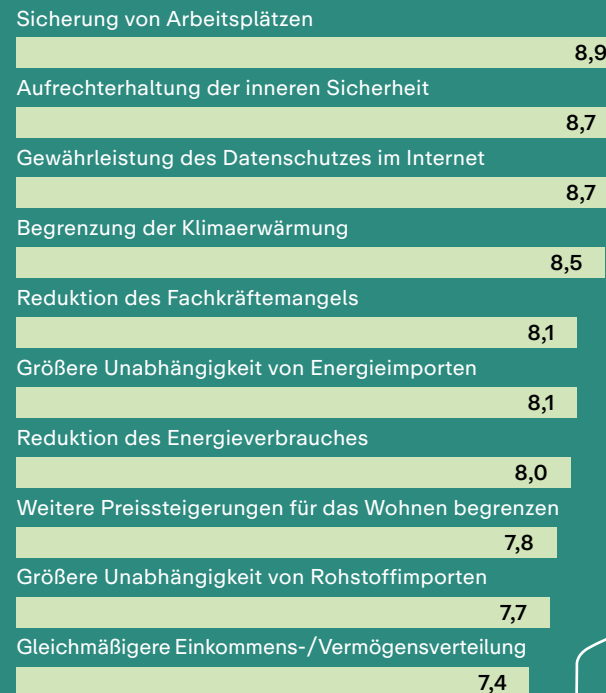 Sicherung von Arbeitsplätzen
8,9
Aufrechterhaltung der inneren Sicherheit
8,7
Gewährleistung des Datenschutzes im Internet
8,7
Begrenzung der Klimaerwärmung
8,5
Reduktion des Fachkräftemangels
8,1
Größere Unabhängigkeit von Energieimporten
8,1
Reduktion des Energieverbrauches
8,0
Weitere Preissteigerungen für das Wohnen begrenzen
7,8
Größere Unabhängigkeit von Rohstoffimporten
7,7
Gleichmäßigere Einkommens-/Vermögensverteilung
7,4